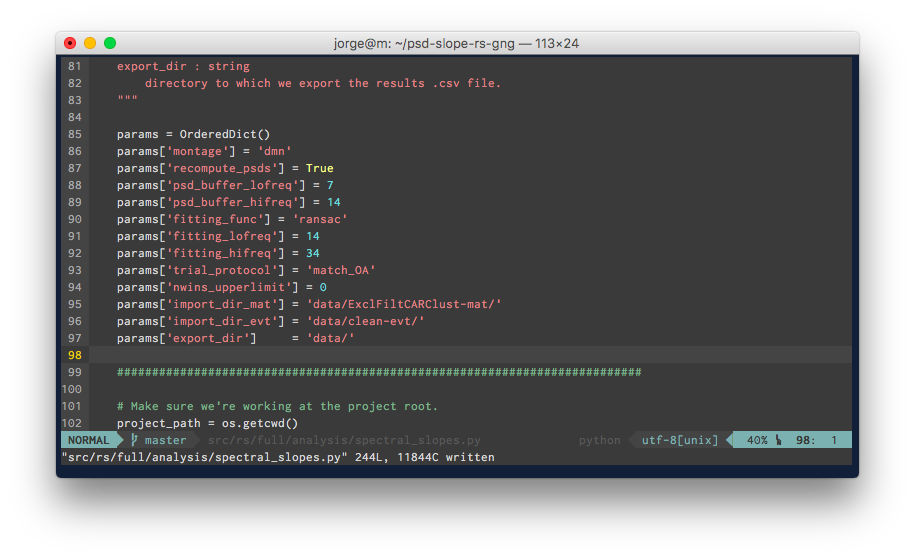 jorge@m: ~/psd-slope-rs-gng — 113×24
81 export_dir : string
82 directory to which we export the results .csv file.
83 """
84
85 params = OrderedDict()
86 params['montage'] = 'dmn'
87 params['recompute_psds'] = True
88 params['psd_buffer_lofreq'] = 7
89 params['psd_buffer_hifreq'] = 14
90 params['fitting_func'] = 'ransac'
91 params['fitting_lofreq'] = 14
92 params['fitting_hifreq'] = 34
93 params['trial_protocol'] = 'match_OA'
94 params['nwins_upperlimit'] = 0
95 params['import_dir_mat'] = 'data/ExclFiltCARClust-mat/'
96 params['import_dir_evt'] = 'data/clean-evt/'
97 params['export_dir']     = 'data/'
98
99 ###########################################################################
100
101 # Make sure we're working at the project root.
102 project_path = os.getcwd()
NORMAL master src/rs/full/analysis/spectral_slopes.py python utf-8[unix] 40% 98: 1
"src/rs/full/analysis/spectral_slopes.py" 244L, 11844C written